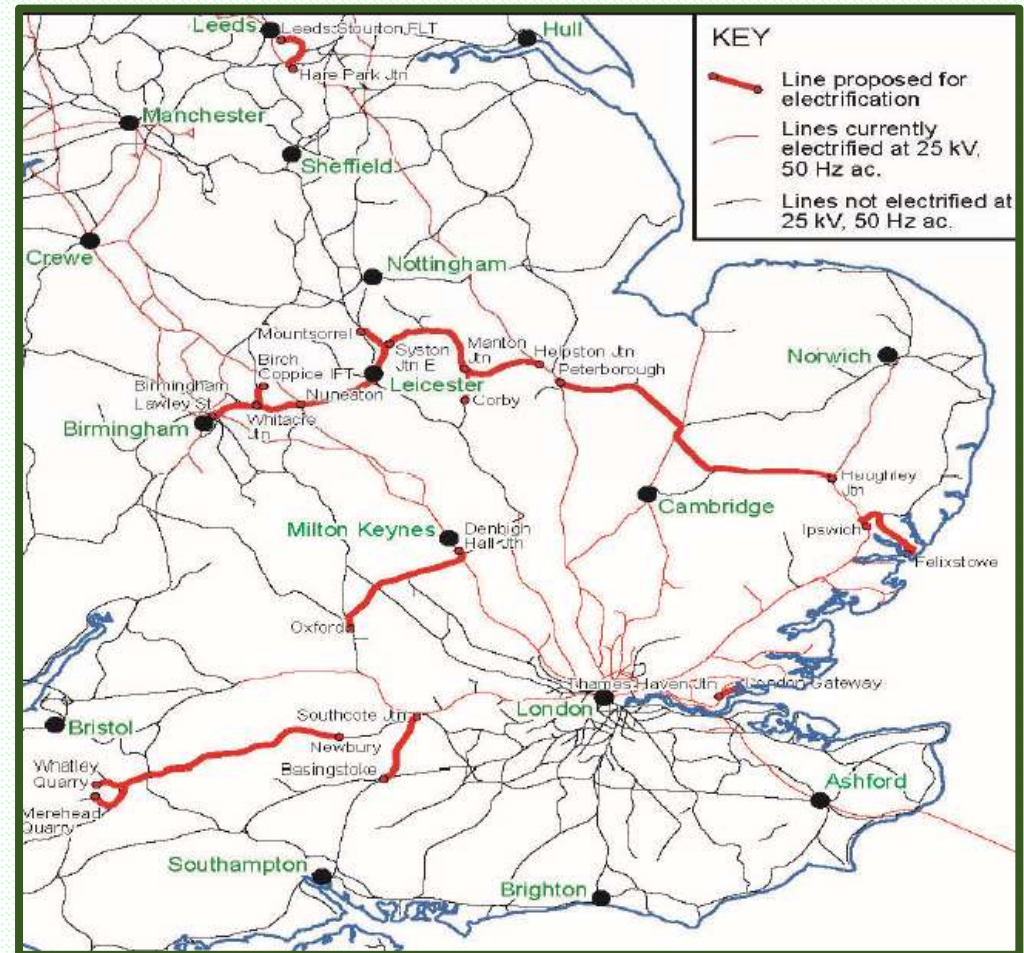 Leeds
Leeds Stourton FLT
Hull
Hare Park Jtn
KEY
Line proposed for
electrification
Lines currently
electrified at 25 kV,
50 Hz ac.
Lines not electrified at
25 kV, 50 Hz ac.
Manchester
Sheffield
Crewe
Nottingham
Mountsorrel
Syston
Jtn E
Manton
Jtn
Helpston Jtn
Peterborough
Norwich
Birch
Coppice IFT
Leicester
Birmingham
Lawley St
Nuneaton
Corby
Whitacre
Jtn
Birmingham
Haughley
Jtn
Cambridge
Ipswich
Felixstowe
Milton Keynes
Denbigh
Hall Jtn
Oxford
Thames Haven Jtn
London Gateway
London
Bristol
Southcote Jtn
Newbury
Basingstoke
Whatley
Quarry
Merehead
Quarry
Ashford
Southampton
Brighton